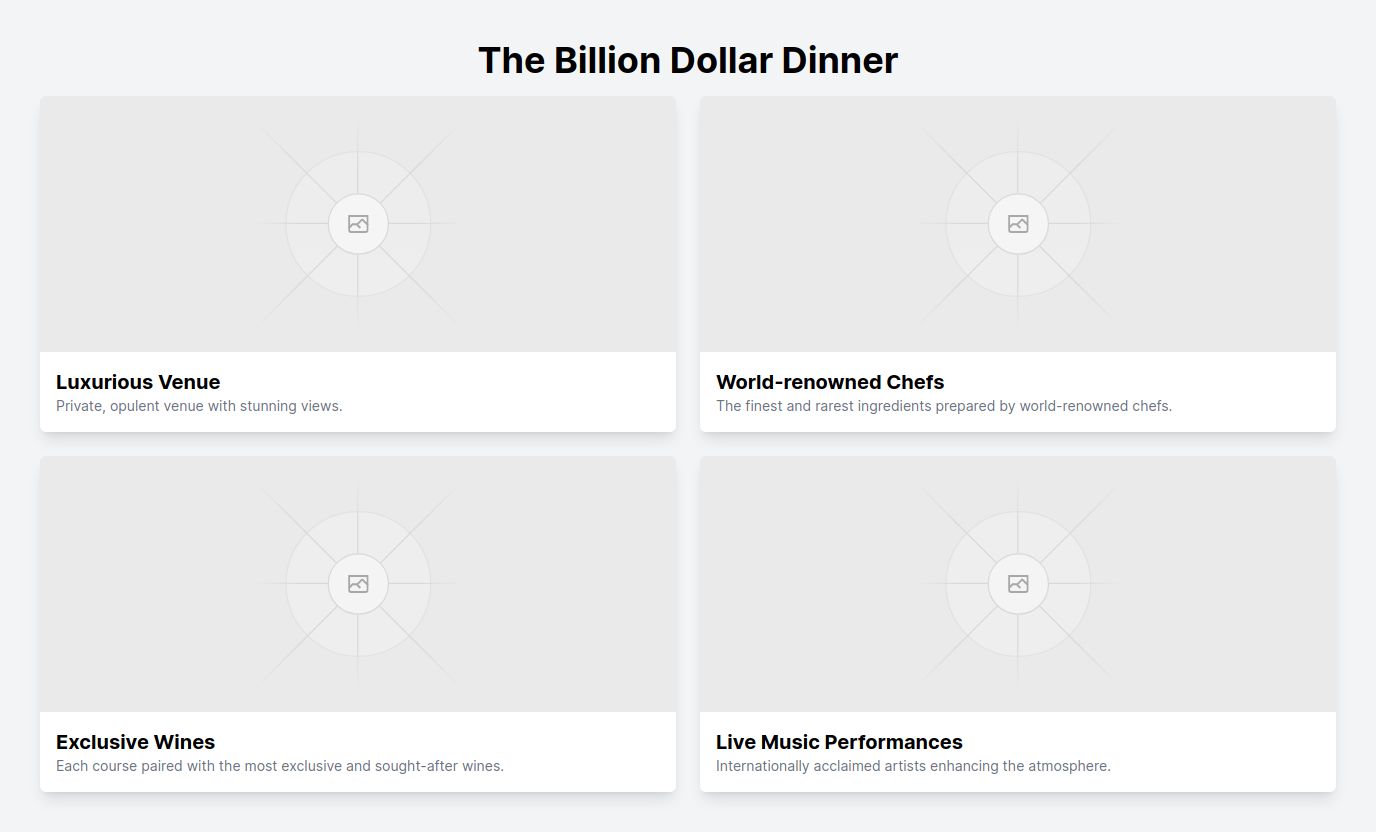 The Billion Dollar Dinner
Luxurious Venue
Private, opulent venue with stunning views.
World-renowned Chefs
The finest and rarest ingredients prepared by world-renowned chefs.
Exclusive Wines
Each course paired with the most exclusive and sought-after wines.
Live Music Performances
Internationally acclaimed artists enhancing the atmosphere.